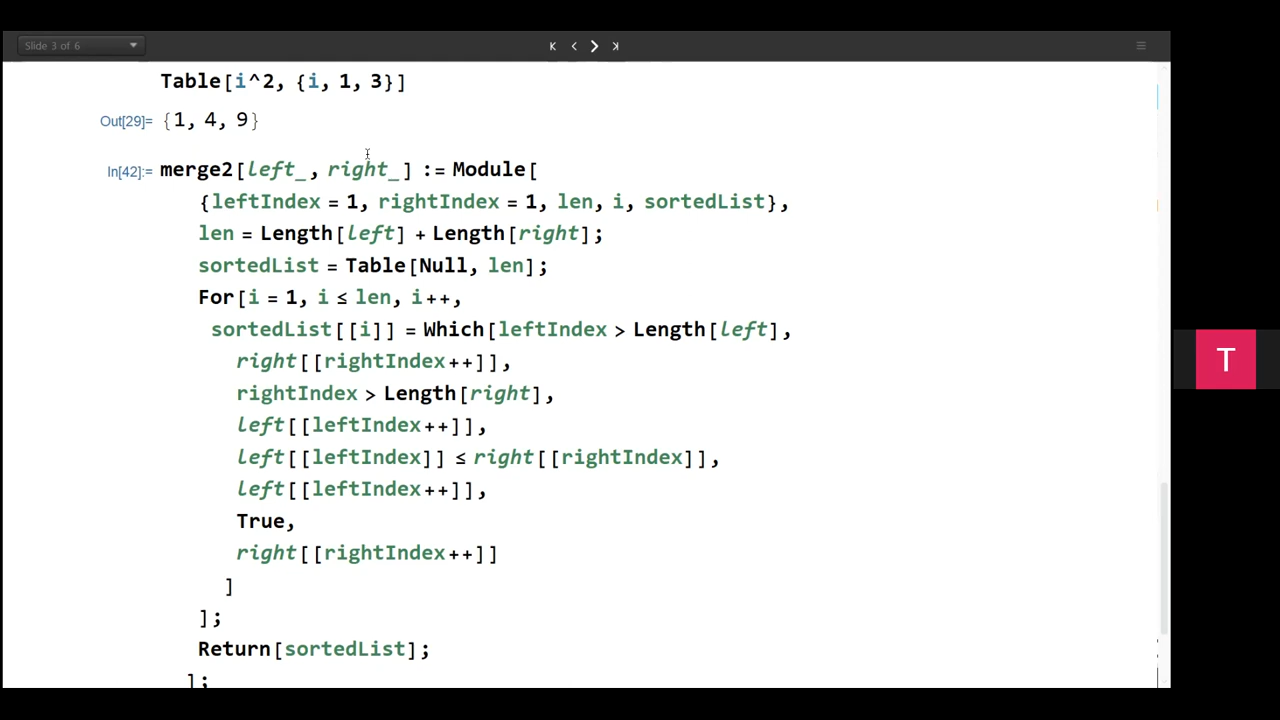 Slide 3 of 6
Table[i^2, {i, 1, 3}]
Out[29]= {1, 4, 9}
In[42]:= merge2[left_, right_] := Module[
{leftIndex = 1, rightIndex = 1, len, i, sortedList},
len = Length[left] + Length[right];
sortedList = Table[Null, len];
For[i = 1, i ≤ len, i++,
sortedList[[i]] = Which[leftIndex > Length[left],
right[[rightIndex++]],
rightIndex > Length[right],
left[[leftIndex++]],
left[[leftIndex]] ≤ right[[rightIndex]],
left[[leftIndex++]],
True,
right[[rightIndex++]]
]
];
Return[sortedList];
];
T